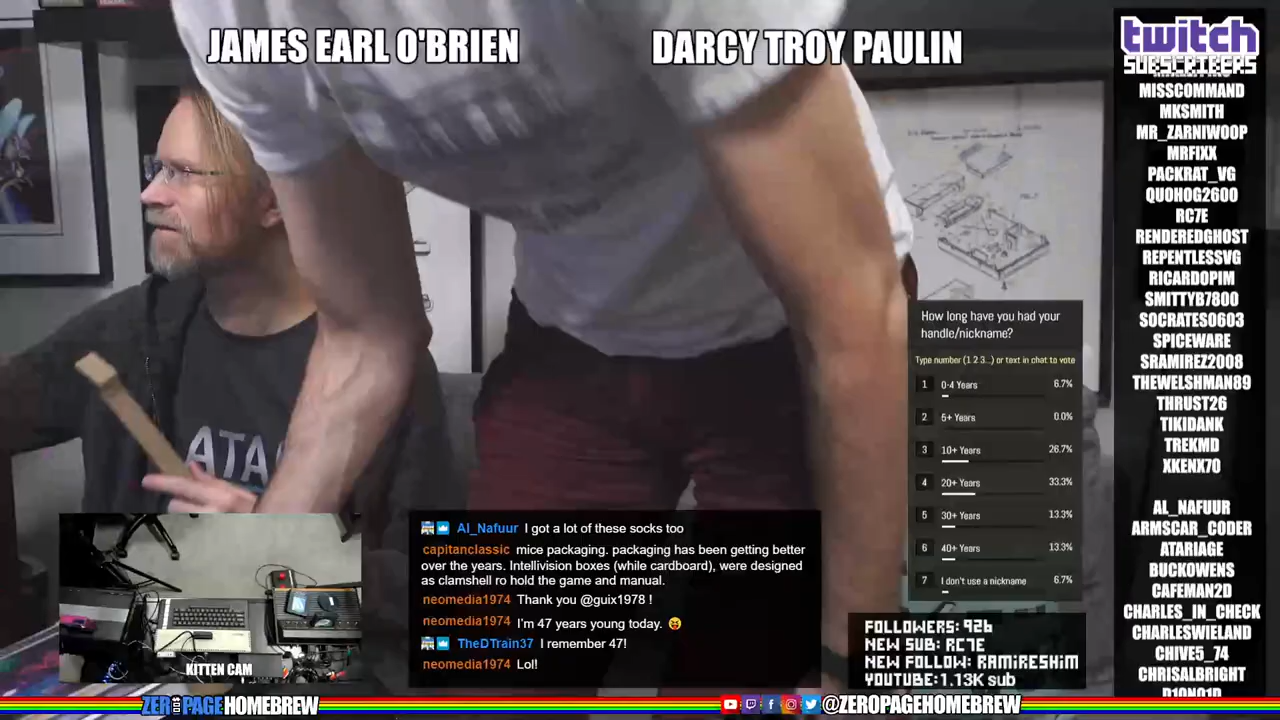 JAMES EARL O'BRIEN
DARCY TROY PAULIN
twitch
SUBSCRIBERS
MISSCOMMAND
MKSMITH
MR_ZARNIWOOP
MRFIXX
PACKRAT_VG
QUOHOG2600
RC7E
RENDEREDGHOST
REPENTLESSVG
RICARDOPIM
SMITTYB7800
SOCRATES0603
SPICEWARE
SRAMIREZ2008
THEWELSHMAN89
THRUST26
TIKIDANK
TREKMD
XKENX70
AL_NAFUUR
ARMSCAR_CODER
ATARIAGE
BUCKOWENS
CAFEMAN2D
CHARLES_IN_CHECK
CHARLESWIELAND
CHIVE5_74
CHRISALBRIGHT
How long have you had your
handle/nickname?
Type number (1 2 3...) or text in chat to vote
1 0-4 Years 6.7%
2 5+ Years 0.0%
3 10+ Years 26.7%
4 20+ Years 33.3%
5 30+ Years 13.3%
6 40+ Years 13.3%
7 I don't use a nickname 6.7%
ATA
Al_Nafuur I got a lot of these socks too
capitanclassic mice packaging. packaging has been getting better
over the years. Intellivision boxes (while cardboard), were designed
as clamshell ro hold the game and manual.
neomedia1974 Thank you @guix1978 !
neomedia1974 I'm 47 years young today. 😝
TheDTrain37 I remember 47!
neomedia1974 Lol!
KITTEN CAM
FOLLOWERS: 926
NEW SUB: RC7E
NEW FOLLOW: RAMIRESHIM
YOUTUBE:1.13K sub
ZEROPAGEHOMEBREW
@ZEROPAGEHOMEBREW